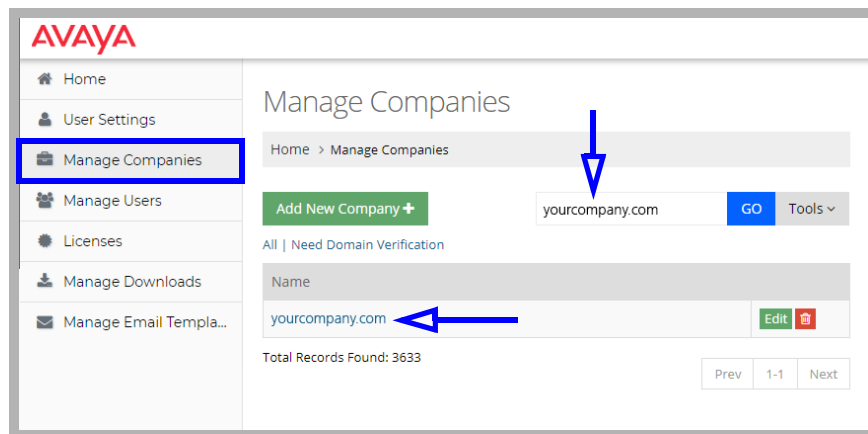 AVAYA
Home
User Settings
Manage Companies
Manage Users
Licenses
Manage Downloads
Manage Email Templa...
Manage Companies
Home > Manage Companies
Add New Company +
yourcompany.com GO Tools
All | Need Domain Verification
Name
yourcompany.com Edit
Total Records Found: 3633
Prev 1-1 Next